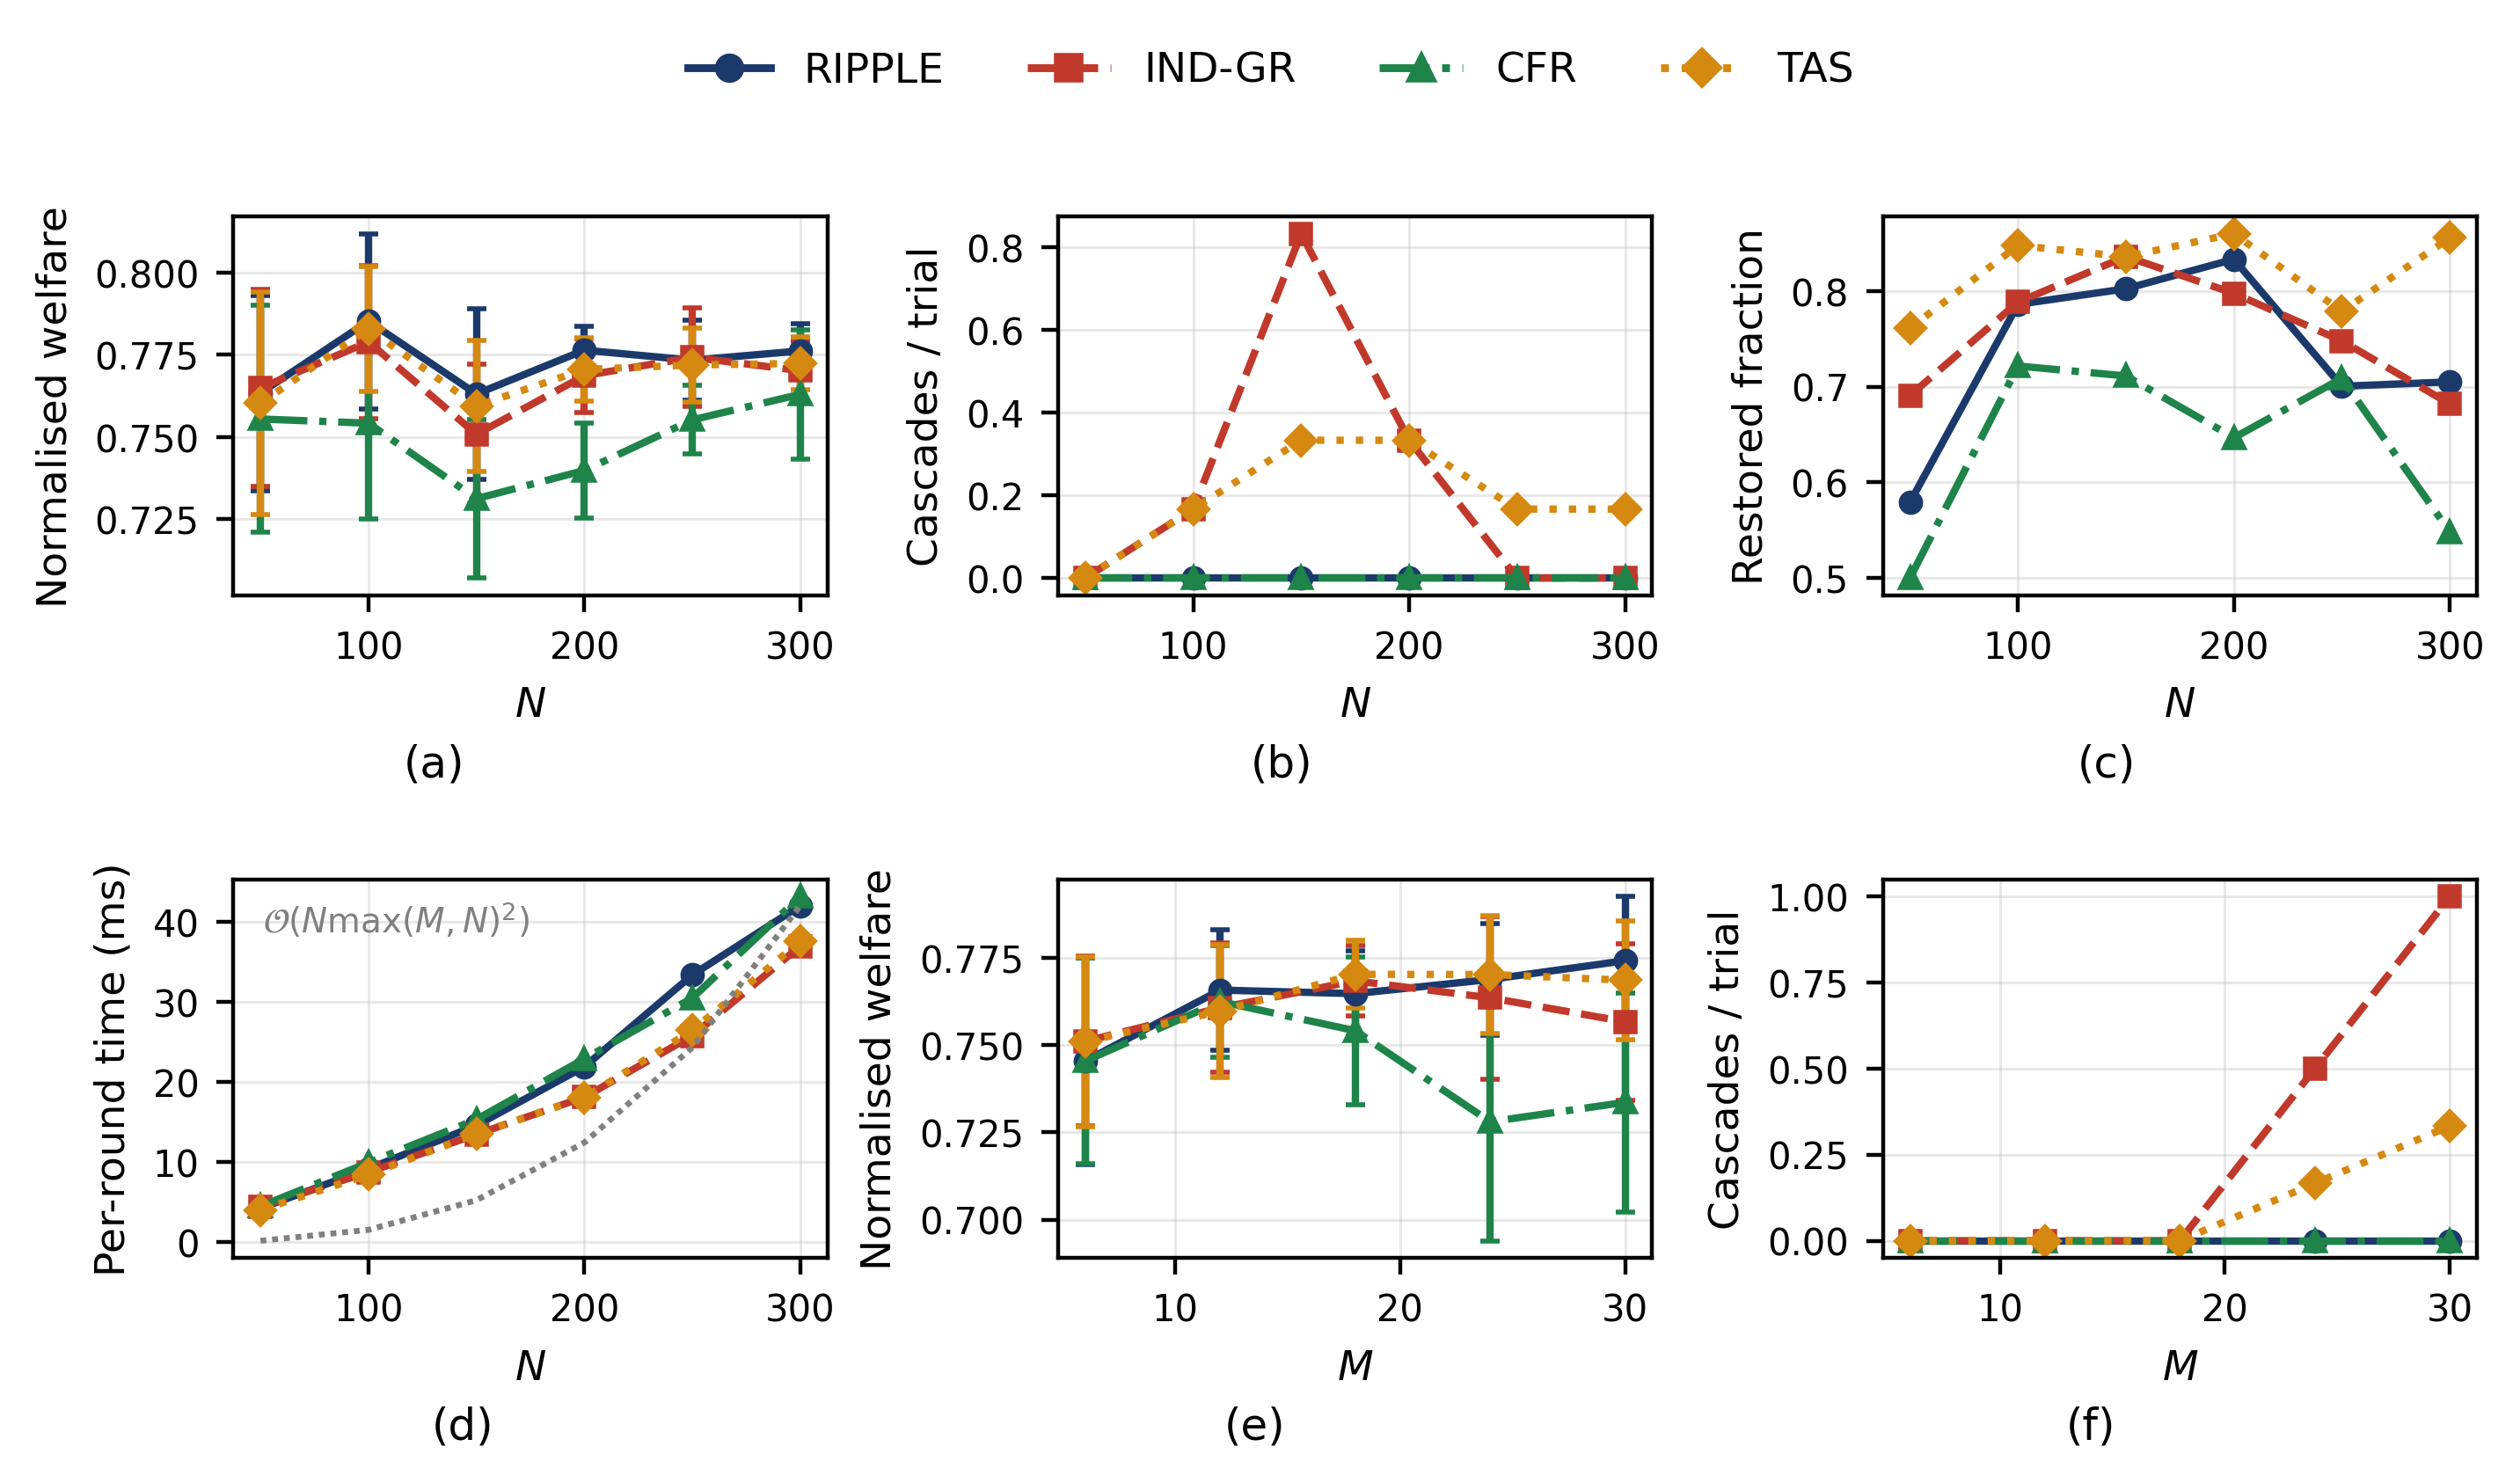 RIPPLE IND-GR CFR TAS
Normalised welfare
0.800
0.775
0.750
0.725
100 200 300
N
(a)
Cascades / trial
0.8
0.6
0.4
0.2
0.0
100 200 300
N
(b)
Restored fraction
0.8
0.7
0.6
0.5
100 200 300
N
(c)
Per-round time (ms)
40
30
20
10
0
𝒪(Nmax(M, N)²)
100 200 300
N
(d)
Normalised welfare
0.775
0.750
0.725
0.700
10 20 30
M
(e)
Cascades / trial
1.00
0.75
0.50
0.25
0.00
10 20 30
M
(f)